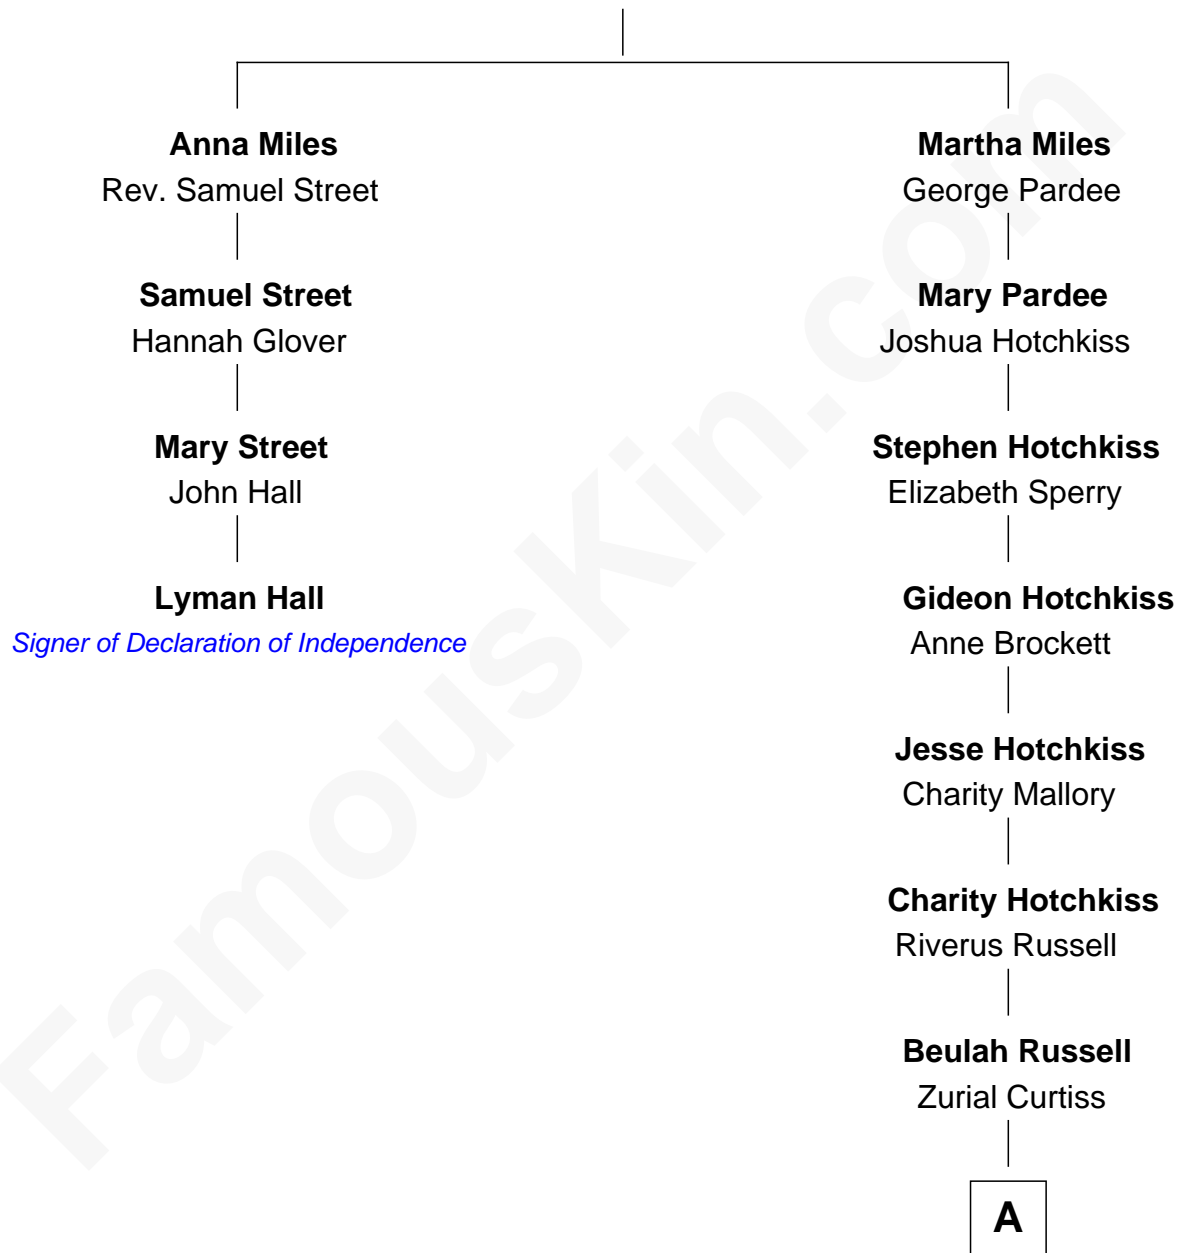 Anna Miles
Rev. Samuel Street
Samuel Street
Hannah Glover
Mary Street
John Hall
Lyman Hall
Signer of Declaration of Independence
Martha Miles
George Pardee
Mary Pardee
Joshua Hotchkiss
Stephen Hotchkiss
Elizabeth Sperry
Gideon Hotchkiss
Anne Brockett
Jesse Hotchkiss
Charity Mallory
Charity Hotchkiss
Riverus Russell
Beulah Russell
Zurial Curtiss
A
FamousKin.com